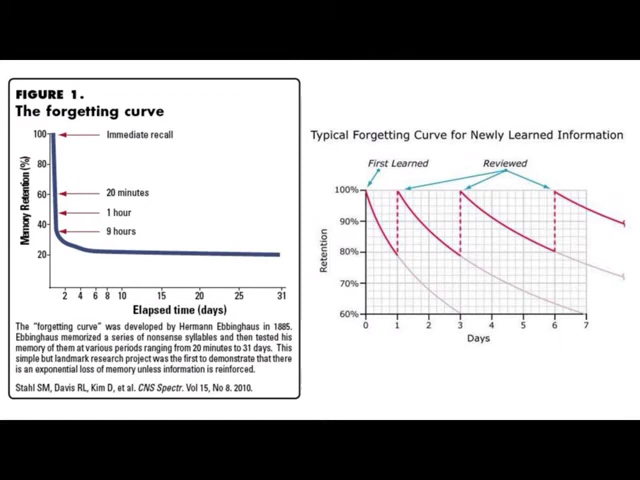 FIGURE 1.
The forgetting curve
100
80
60
40
20
Memory Retention (%)
Immediate recall
20 minutes
1 hour
9 hours
2 4 6 8 10 15 20 25 31
Elapsed time (days)
The "forgetting curve" was developed by Hermann Ebbinghaus in 1885.
Ebbinghaus memorized a series of nonsense syllables and then tested his
memory of them at various periods ranging from 20 minutes to 31 days. This
simple but landmark research project was the first to demonstrate that there
is an exponential loss of memory unless information is reinforced.
Stahl SM, Davis RL, Kim D, et al. CNS Spectr. Vol 15, No 8. 2010.
Typical Forgetting Curve for Newly Learned Information
First Learned
Reviewed
100%
90%
80%
70%
60%
Retention
0 1 2 3 4 5 6 7
Days